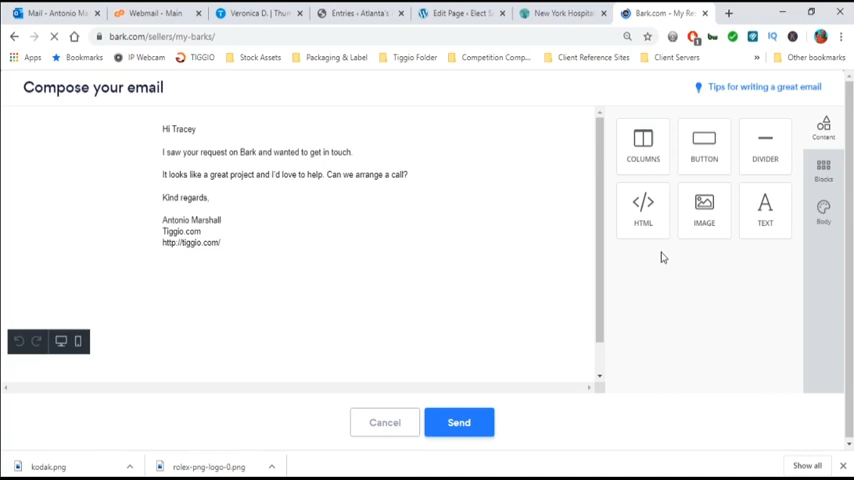 Mail - Antonio M
Webmail - Main
Veronica D. | Thum
Entries ‹ Atlanta's
Edit Page ‹ Elect S
New York Hospital
Bark.com - My Res
bark.com/sellers/my-barks/
Apps
Bookmarks
IP Webcam
TIGGIO
Stock Assets
Packaging & Label
Tiggio Folder
Competition Comp...
Client Reference Sites
Client Servers
»
Other bookmarks
Compose your email
Tips for writing a great email
Hi Tracey
I saw your request on Bark and wanted to get in touch.
It looks like a great project and I'd love to help. Can we arrange a call?
Kind regards,
Antonio Marshall
Tiggio.com
http://tiggio.com/
COLUMNS
BUTTON
DIVIDER
HTML
IMAGE
TEXT
Content
Blocks
Body
Cancel
Send
kodak.png
rolex-png-logo-0.png
Show all